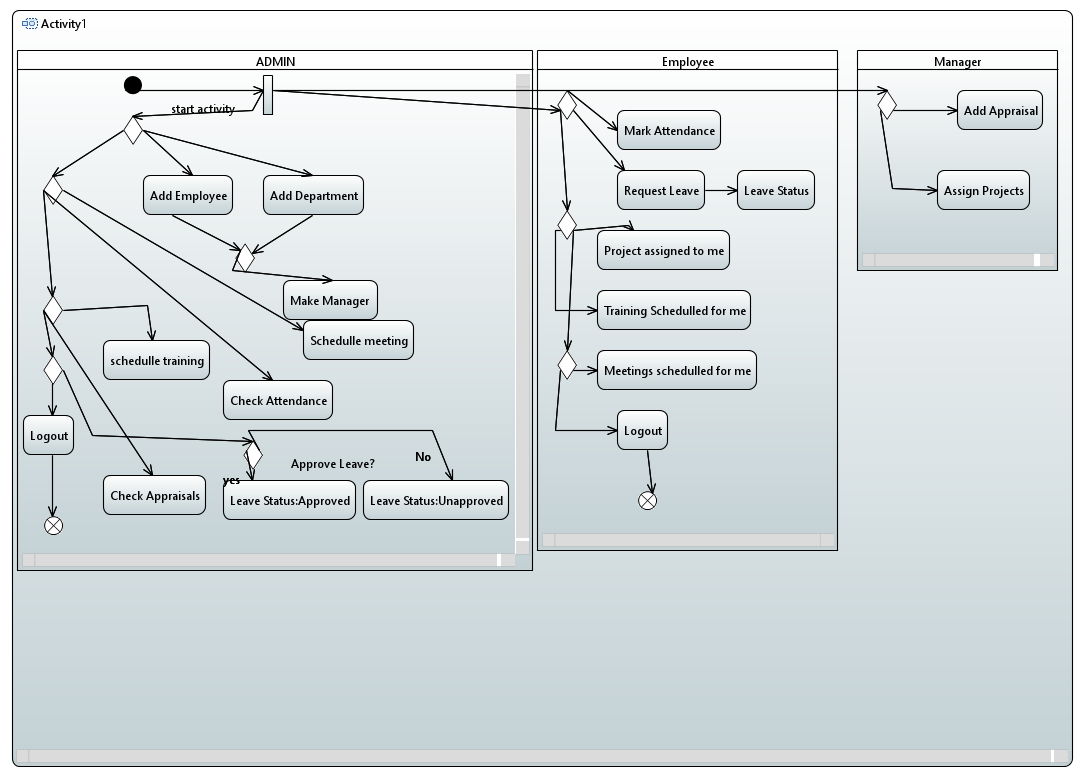 Activity1
ADMIN
start activity
Add Employee
Add Department
Make Manager
Schedulle meeting
schedulle training
Check Attendance
Logout
Approve Leave?
No
yes
Check Appraisals
Leave Status:Approved
Leave Status:Unapproved
Employee
Mark Attendance
Request Leave
Leave Status
Project assigned to me
Training Schedulled for me
Meetings schedulled for me
Logout
Manager
Add Appraisal
Assign Projects